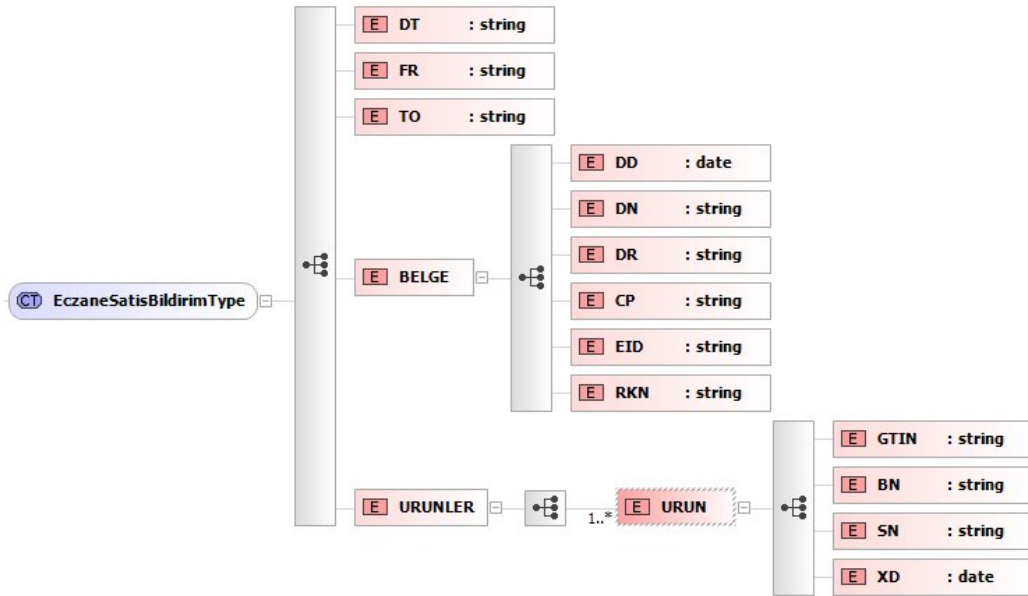 DT : string
FR : string
TO : string
DD : date
DN : string
DR : string
BELGE
CP : string
CT EczaneSatisBildirimType
EID : string
RKN : string
GTIN : string
BN : string
URUNLER
1..*
URUN
SN : string
XD : date